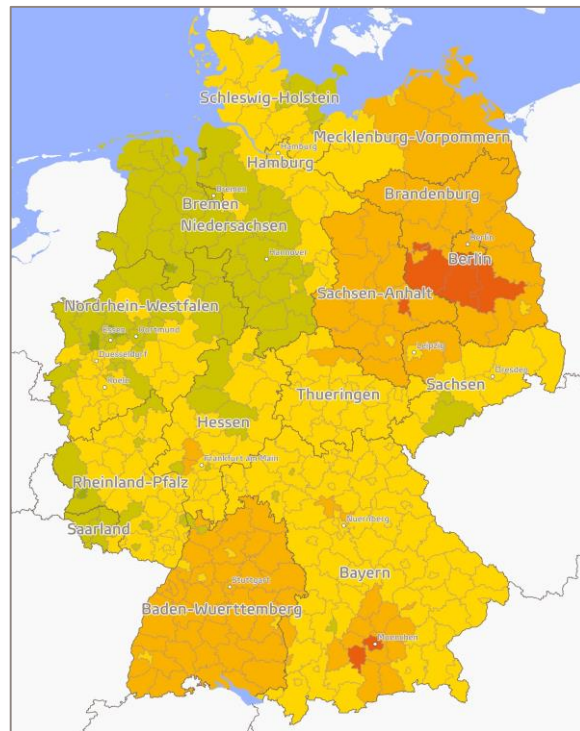 Schleswig-Holstein
Mecklenburg-Vorpommern
Hamburg
Hamburg
Brandenburg
Bremen
Bremen
Niedersachsen
Berlin
Berlin
Hannover
Sachsen-Anhalt
Nordrhein-Westfalen
Essen
Dortmund
Duesseldorf
Koeln
Leipzig
Sachsen
Dresden
Thueringen
Hessen
Frankfurt am Main
Rheinland-Pfalz
Saarland
Nuernberg
Bayern
Stuttgart
Baden-Wuerttemberg
Muenchen